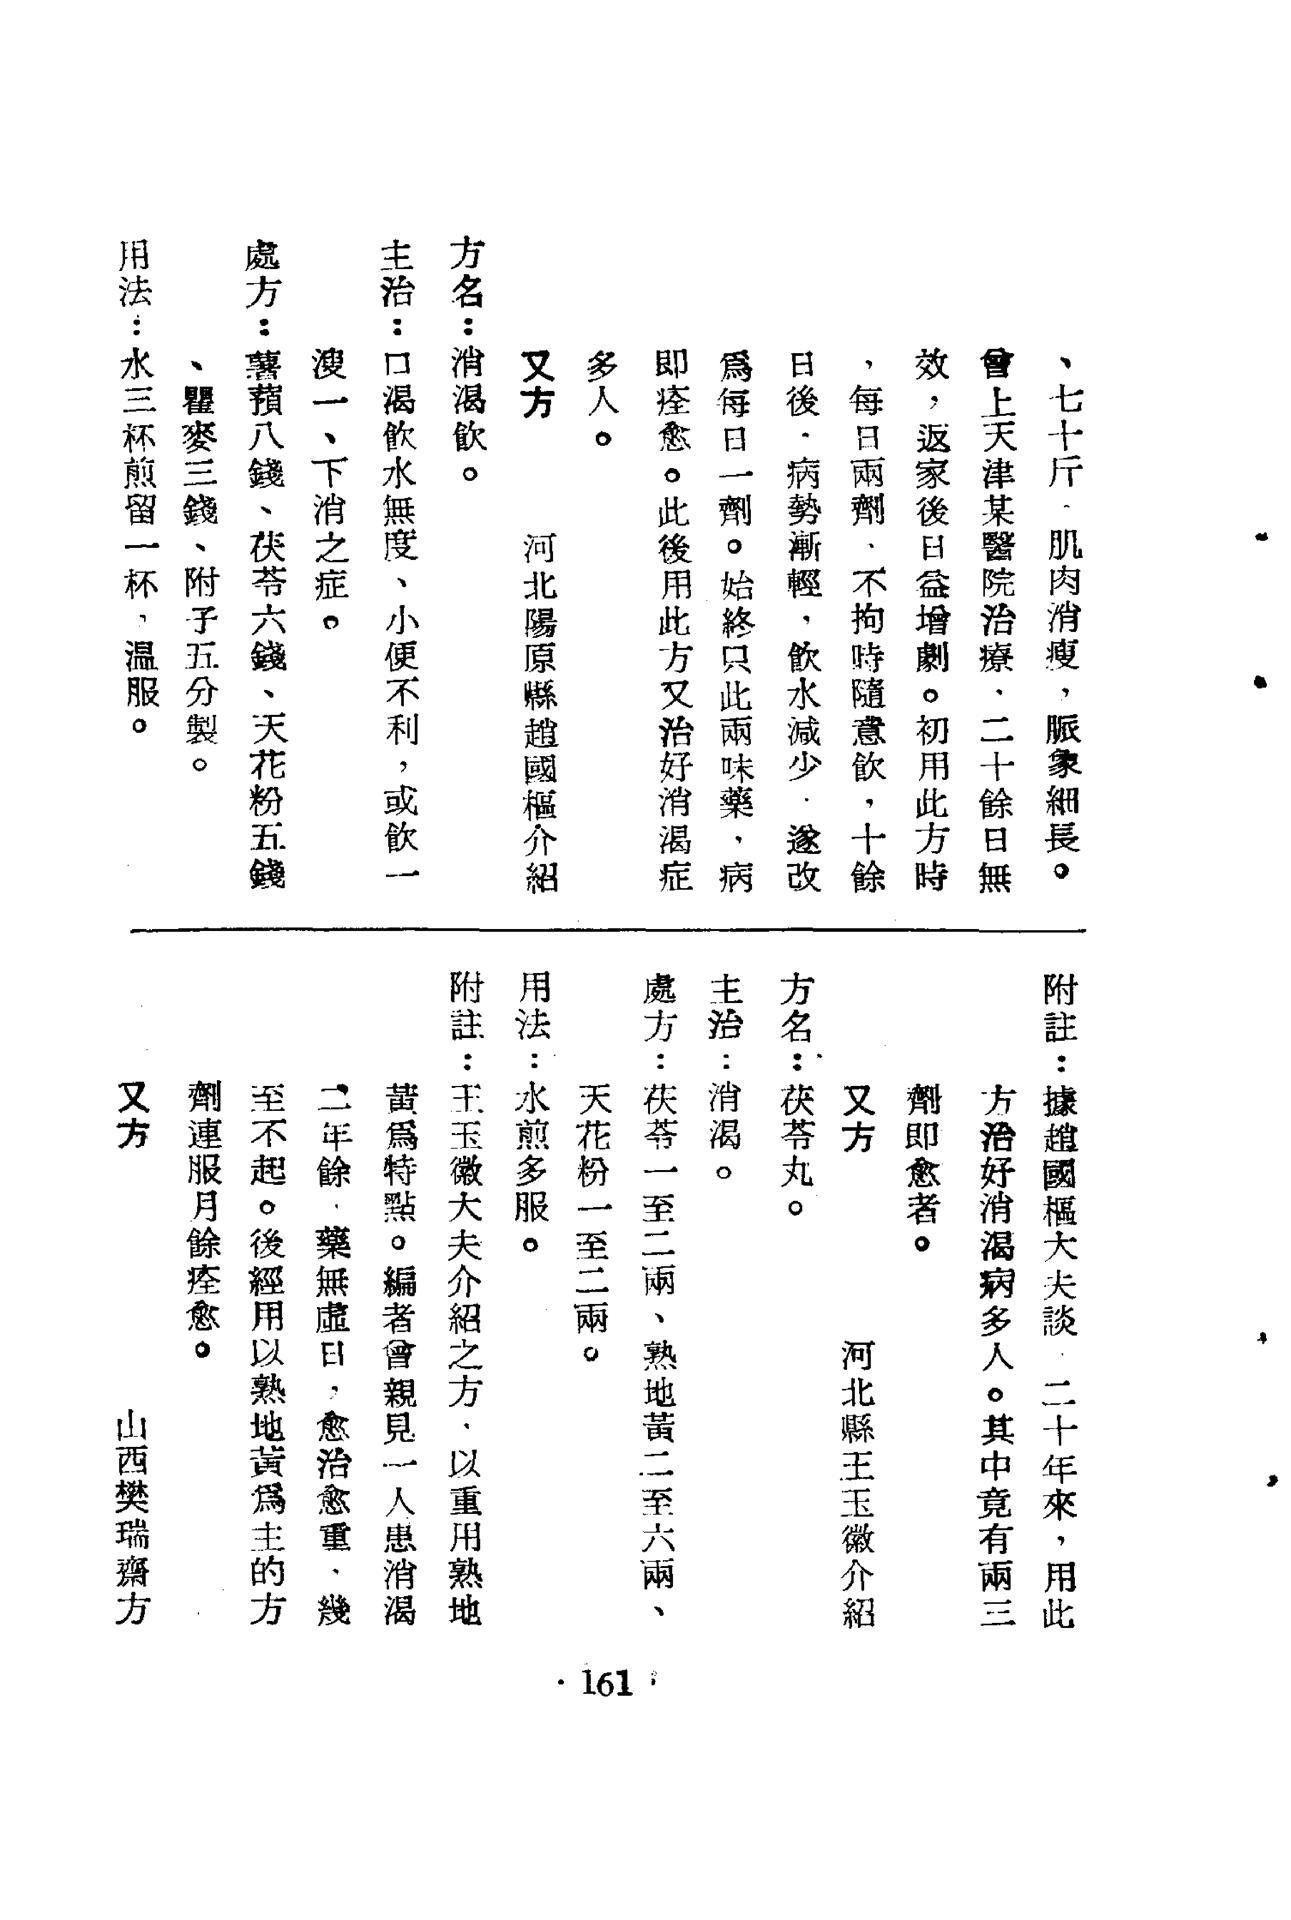 、七十斤、肌肉消瘦，脈象細長。
曾上天津某醫院治療、二十餘日無
效，返家後日益增劇。初用此方時
，每日兩劑、不拘時隨意飲，十餘
日後．病勢漸輕，飲水減少．遂改
爲每日一劑。始終只此兩味藥，病
即痊愈。此後用此方又治好消渴症
多人。
又方　河北陽原縣趙國樞介紹
方名：消渴飲。
主治：口渴飲水無度、小便不利，或飲一
溲一、下消之症。
處方：薯蕷八錢、茯苓六錢、天花粉五錢
、瞿麥三錢、附子五分製。
用法：水三杯煎留一杯，溫服。
附註：據趙國樞大夫談．二十年來，用此
方治好消渴病多人。其中竟有兩三
劑即愈者。
又方　河北縣王玉徽介紹
方名：茯苓丸。
主治：消渴。
處方：茯苓一至二兩、熟地黃二至六兩、
天花粉一至二兩。
用法：水煎多服。
附註：王玉徽大夫介紹之方．以重用熟地
黃爲特點。編者曾親見一人患消渴
二年餘．藥無虛日，愈治愈重、幾
至不起。後經用以熟地黃爲主的方
劑連服月餘痊愈。
又方　山西樊瑞齋方
· 161 ·